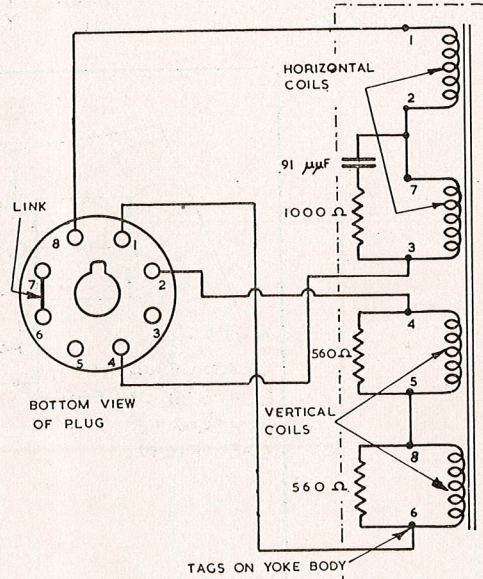 1
HORIZONTAL
COILS
2
91 µµF
7
1000 Ω
LINK
3
8
1
7
2
6
3
5
4
4
560Ω
5
BOTTOM VIEW
OF PLUG
VERTICAL
COILS
8
560 Ω
6
TAGS ON YOKE BODY